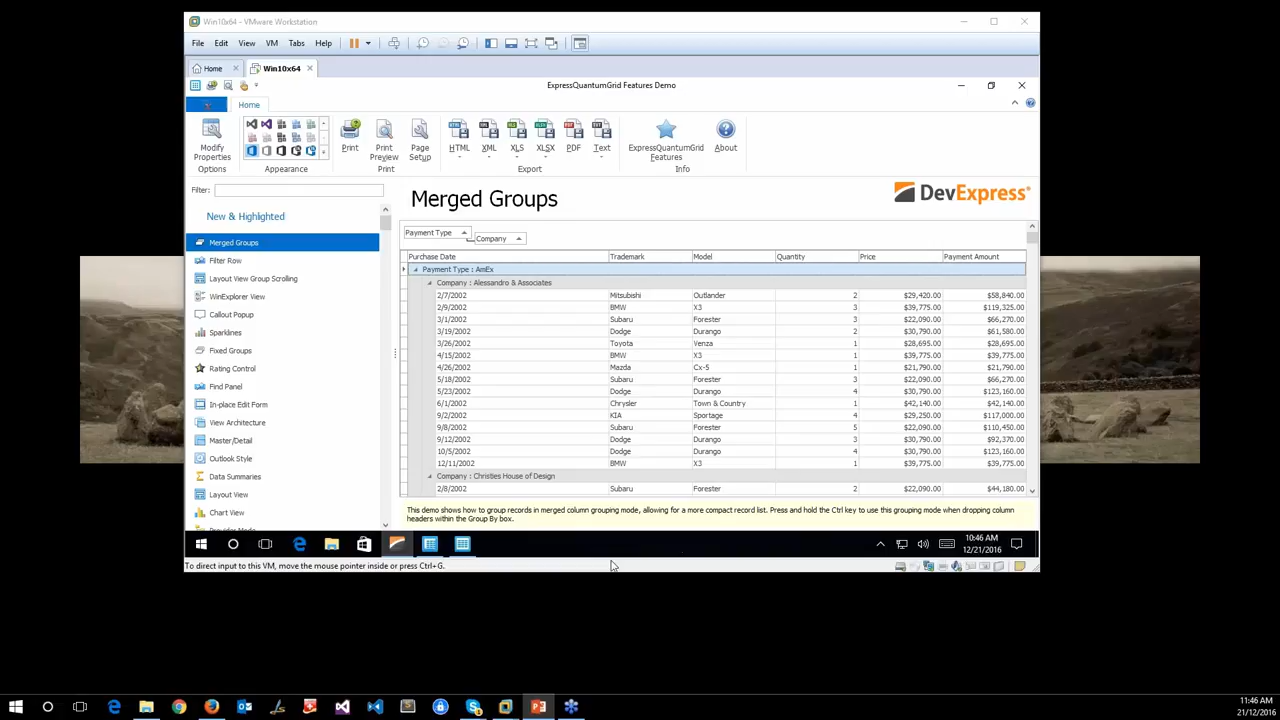 Win10x64 - VMware Workstation
File Edit View VM Tabs Help
Home Win10x64
ExpressQuantumGrid Features Demo
Home
Modify Properties Print Print Preview Page Setup HTML XML XLS XLSX PDF Text ExpressQuantumGrid Features About
Options Appearance Print Export Info
Filter:
Merged Groups
DevExpress
New & Highlighted
Merged Groups
Filter Row
Layout View Group Scrolling
WinExplorer View
Callout Popup
Sparklines
Fixed Groups
Rating Control
Find Panel
In-place Edit Form
View Architecture
Master/Detail
Outlook Style
Data Summaries
Layout View
Chart View
Provider Mode
Payment Type
Company
Purchase Date Trademark Model Quantity Price Payment Amount
Payment Type : AmEx
Company : Alessandro & Associates
2/7/2002 Mitsubishi Outlander 2 $29,420.00 $58,840.00
2/9/2002 BMW X3 3 $39,775.00 $119,325.00
3/1/2002 Subaru Forester 3 $22,090.00 $66,270.00
3/19/2002 Dodge Durango 2 $30,790.00 $61,580.00
3/26/2002 Toyota Venza 1 $28,695.00 $28,695.00
4/15/2002 BMW X3 1 $39,775.00 $39,775.00
4/26/2002 Mazda Cx-5 1 $21,790.00 $21,790.00
5/18/2002 Subaru Forester 3 $22,090.00 $66,270.00
5/23/2002 Dodge Durango 4 $30,790.00 $123,160.00
6/1/2002 Chrysler Town & Country 1 $42,140.00 $42,140.00
9/2/2002 KIA Sportage 4 $29,250.00 $117,000.00
9/8/2002 Subaru Forester 5 $22,090.00 $110,450.00
9/12/2002 Dodge Durango 3 $30,790.00 $92,370.00
10/5/2002 Dodge Durango 4 $30,790.00 $123,160.00
12/11/2002 BMW X3 1 $39,775.00 $39,775.00
Company : Christies House of Design
2/8/2002 Subaru Forester 2 $22,090.00 $44,180.00
This demo shows how to group records in merged column grouping mode, allowing for a more compact record list. Press and hold the Ctrl key to use this grouping mode when dropping column
headers within the Group By box.
10:46 AM
12/21/2016
To direct input to this VM, move the mouse pointer inside or press Ctrl+G.
11:46 AM
21/12/2016